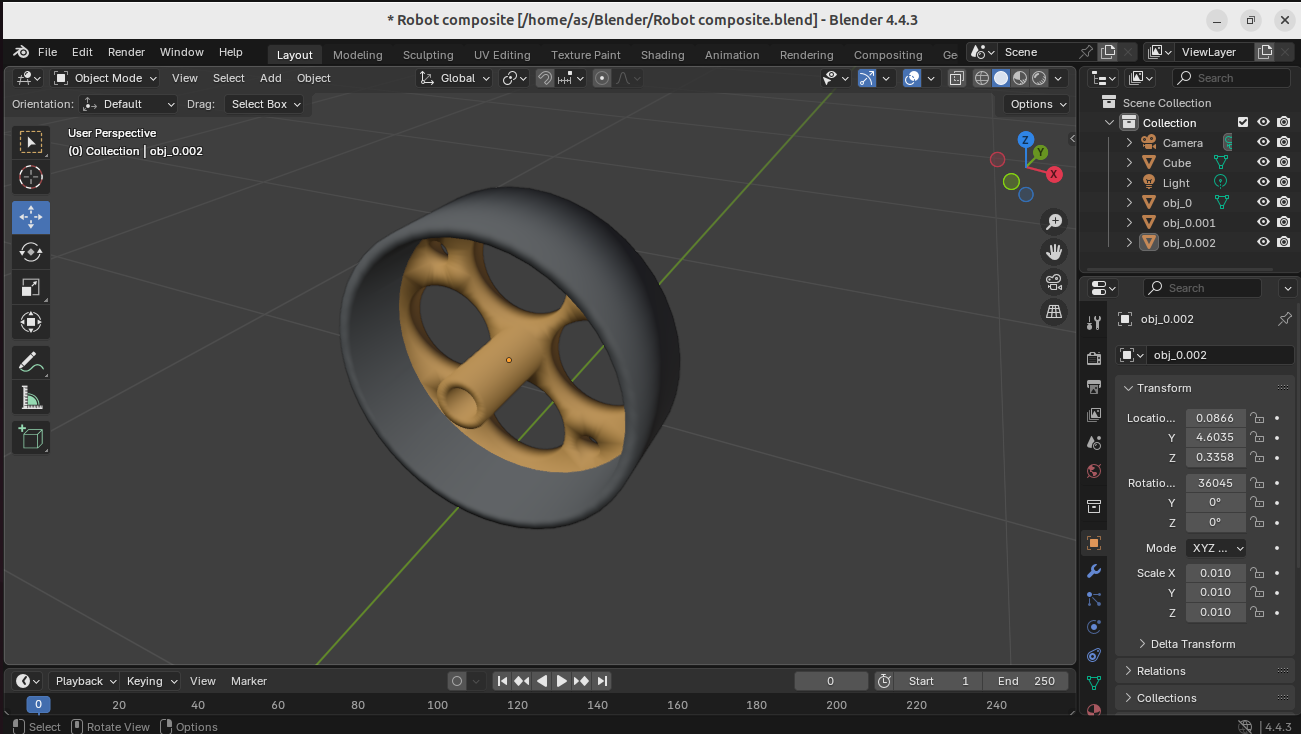 * Robot composite [/home/as/Blender/Robot composite.blend] - Blender 4.4.3
File Edit Render Window Help
Layout Modeling Sculpting UV Editing Texture Paint Shading Animation Rendering Compositing Ge
Scene ViewLayer
Object Mode View Select Add Object Global
Search
Orientation: Default Drag: Select Box Options
User Perspective
(0) Collection | obj_0.002
Z
Y
X
Scene Collection
Collection
Camera
Cube
Light
obj_0
obj_0.001
obj_0.002
Search
obj_0.002
obj_0.002
Transform
Locatio... 0.0866
Y 4.6035
Z 0.3358
Rotatio... 36045
Y 0°
Z 0°
Mode XYZ ...
Scale X 0.010
Y 0.010
Z 0.010
Delta Transform
Relations
Collections
Playback Keying View Marker 0 Start 1 End 250
0 20 40 60 80 100 120 140 160 180 200 220 240
Select Rotate View Options 4.4.3